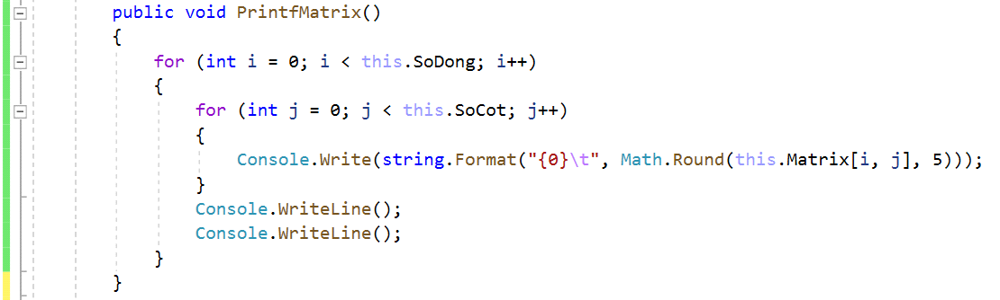 public void PrintfMatrix()
{
for (int i = 0; i < this.SoDong; i++)
{
for (int j = 0; j < this.SoCot; j++)
{
Console.Write(string.Format("{0}\t", Math.Round(this.Matrix[i, j], 5)));
}
Console.WriteLine();
Console.WriteLine();
}
}